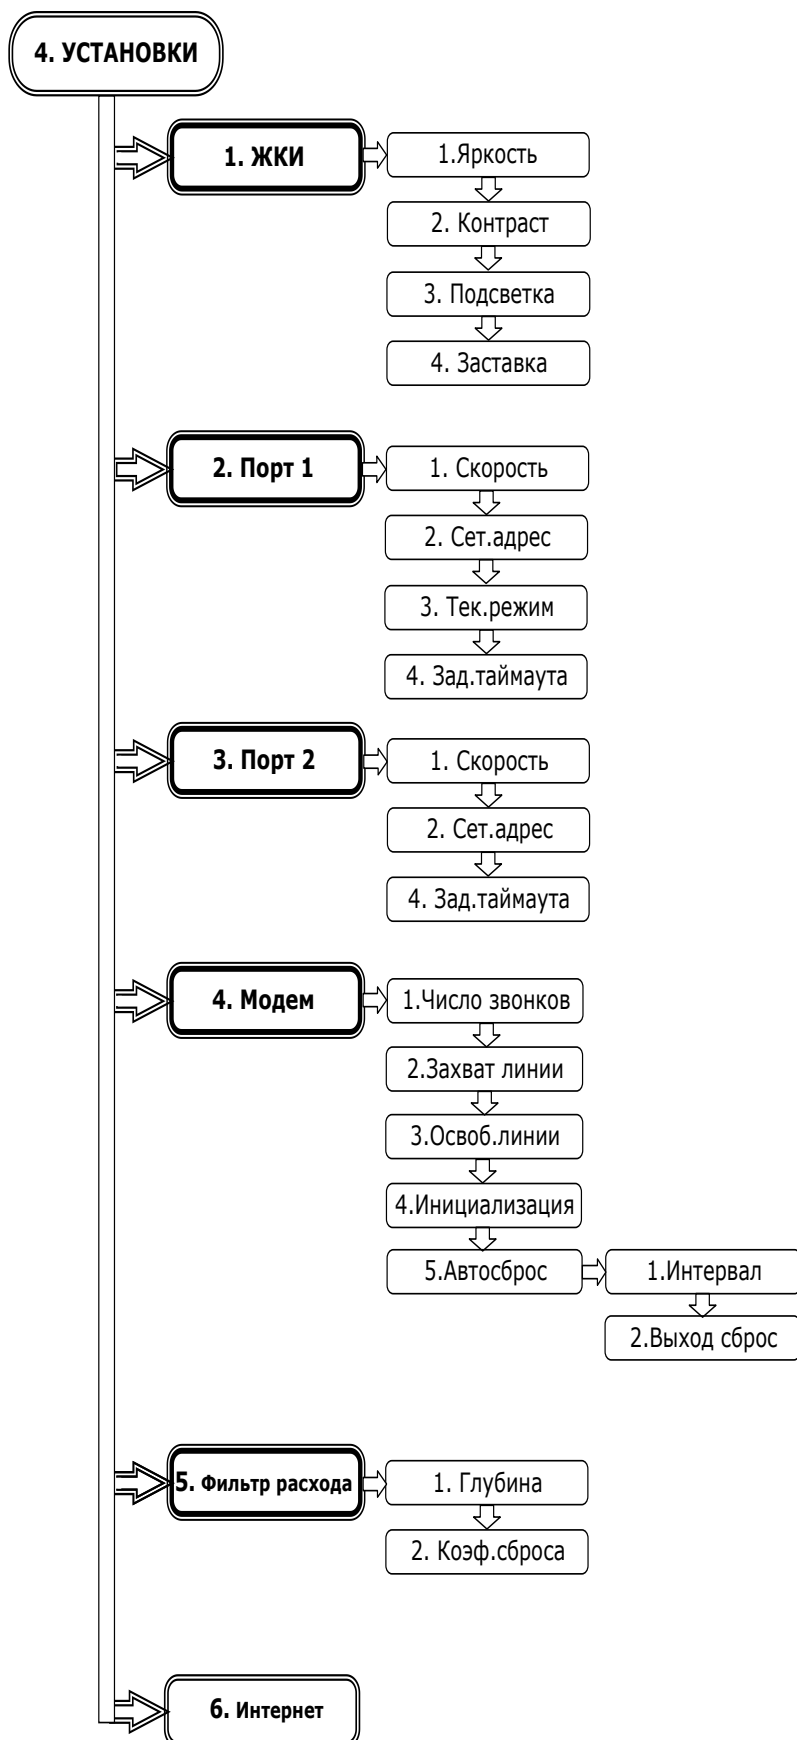 4. УСТАНОВКИ
1. ЖКИ
1.Яркость
2. Контраст
3. Подсветка
4. Заставка
2. Порт 1
1. Скорость
2. Сет.адрес
3. Тек.режим
4. Зад.таймаута
3. Порт 2
1. Скорость
2. Сет.адрес
4. Зад.таймаута
4. Модем
1.Число звонков
2.Захват линии
3.Освоб.линии
4.Инициализация
5.Автосброс
1.Интервал
2.Выход сброс
5. Фильтр расхода
1. Глубина
2. Коэф.сброса
6. Интернет